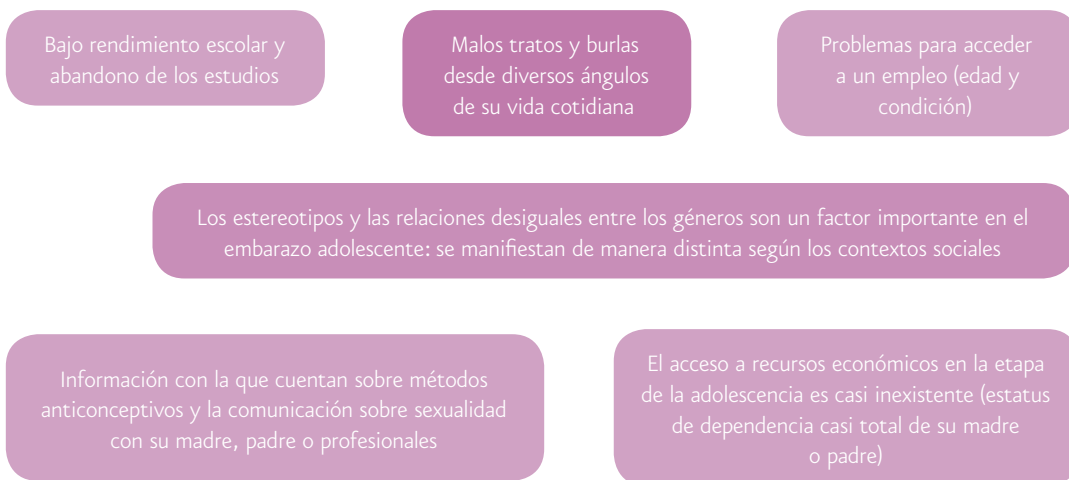 Bajo rendimiento escolar y
abandono de los estudios
Malos tratos y burlas
desde diversos ángulos
de su vida cotidiana
Problemas para acceder
a un empleo (edad y
condición)
Los estereotipos y las relaciones desiguales entre los géneros son un factor importante en el
embarazo adolescente: se manifiestan de manera distinta según los contextos sociales
Información con la que cuentan sobre métodos
anticonceptivos y la comunicación sobre sexualidad
con su madre, padre o profesionales
El acceso a recursos económicos en la etapa
de la adolescencia es casi inexistente (estatus
de dependencia casi total de su madre
o padre)